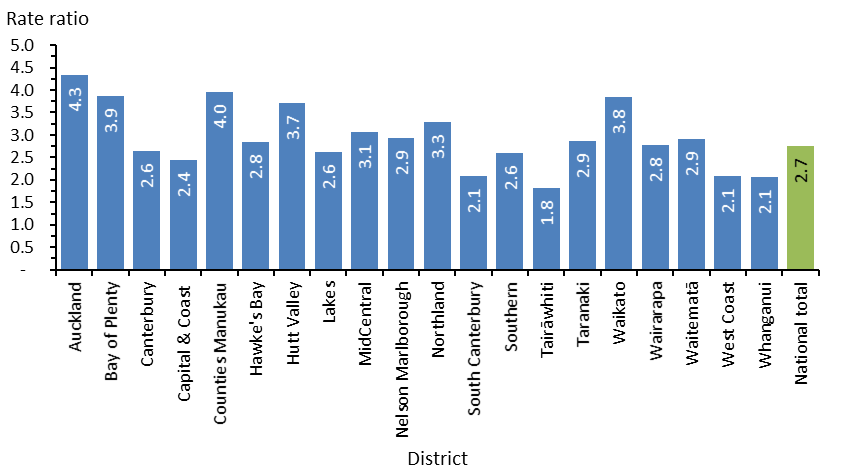 Rate ratio
5.0
4.5
4.0
3.5
3.0
2.5
2.0
1.5
1.0
0.5
-
4.3
3.9
2.6
2.4
4.0
2.8
3.7
2.6
3.1
2.9
3.3
2.1
2.6
1.8
2.9
3.8
2.8
2.9
2.1
2.1
2.7
Auckland
Bay of Plenty
Canterbury
Capital & Coast
Counties Manukau
Hawke's Bay
Hutt Valley
Lakes
MidCentral
Nelson Marlborough
Northland
South Canterbury
Southern
Tairāwhiti
Taranaki
Waikato
Wairarapa
Waitematā
West Coast
Whanganui
National total
District